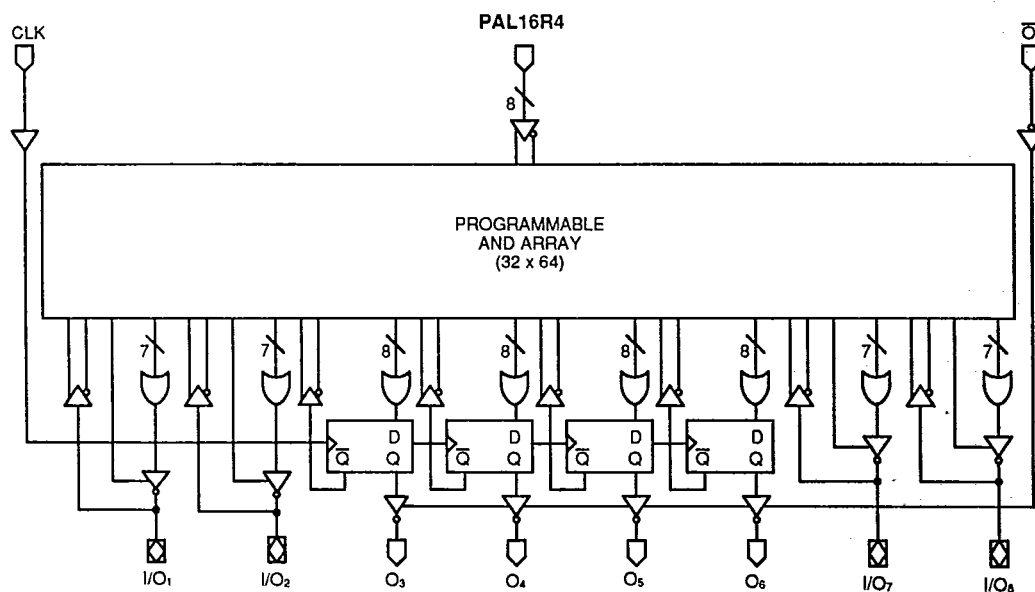 PAL16R4
CLK
O̅
8
PROGRAMMABLE
AND ARRAY
(32 x 64)
7
7
8
8
8
8
7
7
D
Q̅ Q
D
Q̅ Q
D
Q̅ Q
D
Q̅ Q
I/O₁
I/O₂
O₃
O₄
O₅
O₆
I/O₇
I/O₈